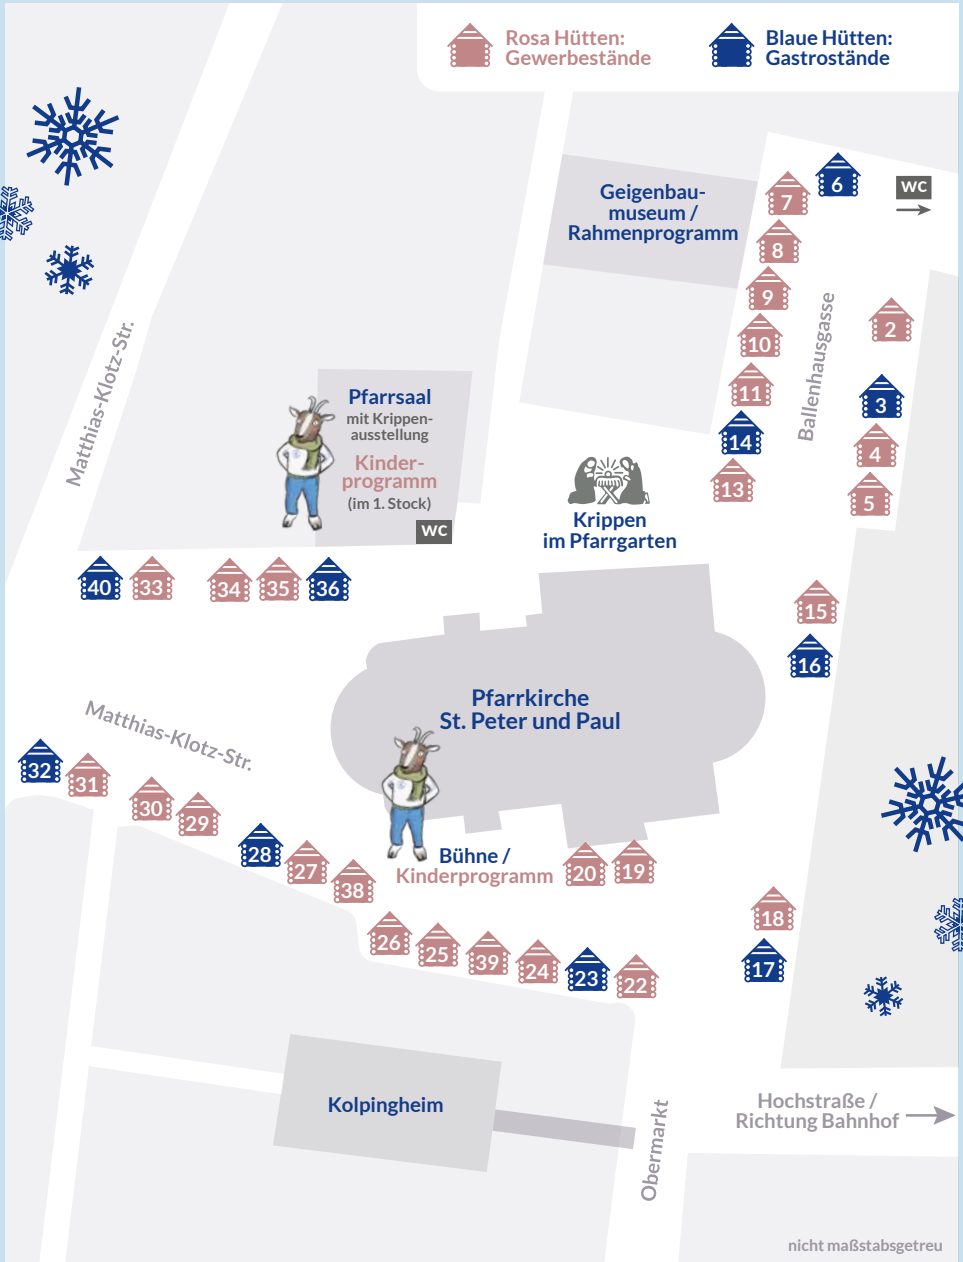 Rosa Hütten:
Gewerbestände
Blaue Hütten:
Gastrostände
6
7
WC
Geigenbau-
museum /
Rahmenprogramm
8
9
10
11
14
13
Ballenhausgasse
2
3
4
5
Matthias-Klotz-Str.
Pfarrsaal
mit Krippen-
ausstellung
Kinder-
programm
(im 1. Stock)
WC
Krippen
im Pfarrgarten
40
33
34
35
36
15
16
Pfarrkirche
St. Peter und Paul
Matthias-Klotz-Str.
32
31
30
29
28
27
38
Bühne /
Kinderprogramm
20
19
26
25
39
24
23
22
18
17
Kolpingheim
Hochstraße /
Richtung Bahnhof
Obermarkt
nicht maßstabsgetreu